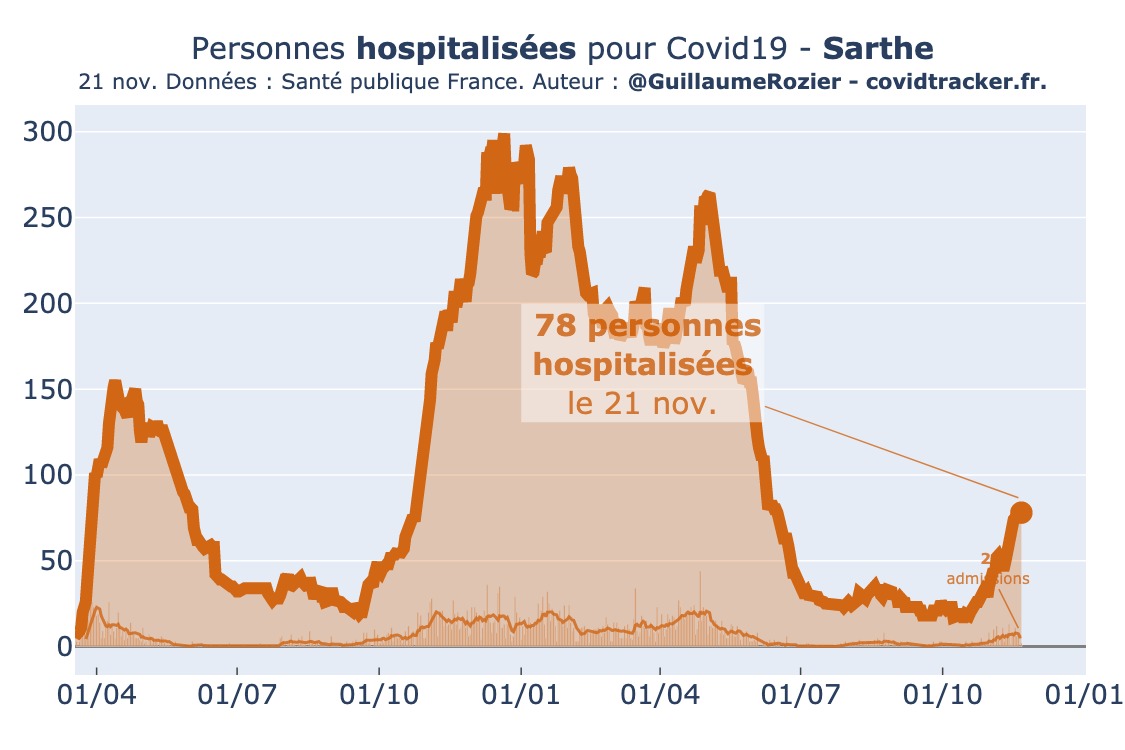 Personnes hospitalisées pour Covid19 - Sarthe
21 nov. Données : Santé publique France. Auteur : @GuillaumeRozier - covidtracker.fr.
300
250
200
150
100
50
0
78 personnes
hospitalisées
le 21 nov.
admissions
01/04 01/07 01/10 01/01 01/04 01/07 01/10 01/01